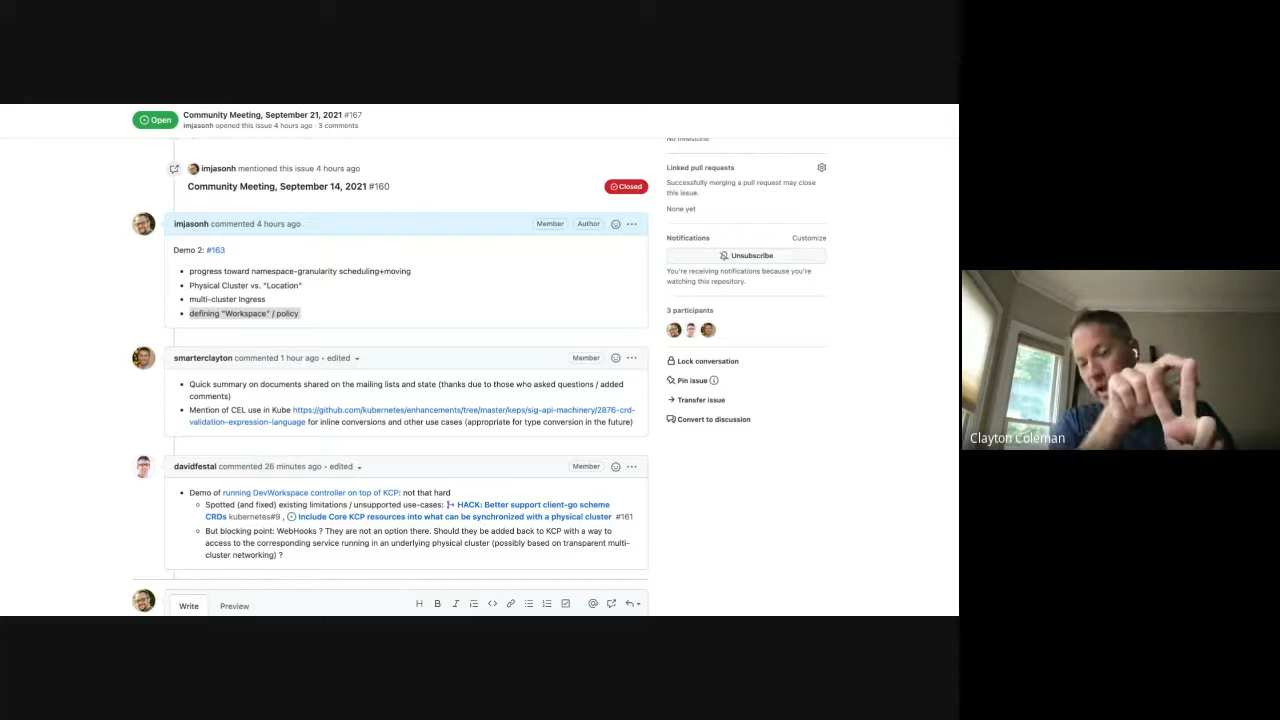 Open
Community Meeting, September 21, 2021 #167
imjasonh opened this issue 4 hours ago · 3 comments
imjasonh mentioned this issue 4 hours ago
Community Meeting, September 14, 2021 #160
Closed
imjasonh commented 4 hours ago
Member
Author
Demo 2: #163
progress toward namespace-granularity scheduling+moving
Physical Cluster vs. "Location"
multi-cluster Ingress
defining "Workspace" / policy
smarterclayton commented 1 hour ago • edited
Member
Quick summary on documents shared on the mailing lists and state (thanks due to those who asked questions / added
comments)
Mention of CEL use in Kube https://github.com/kubernetes/enhancements/tree/master/keps/sig-api-machinery/2876-crd-
validation-expression-language for inline conversions and other use cases (appropriate for type conversion in the future)
davidfestal commented 26 minutes ago • edited
Member
Demo of running DevWorkspace controller on top of KCP: not that hard
Spotted (and fixed) existing limitations / unsupported use-cases: HACK: Better support client-go scheme
CRDs kubernetes#9 , Include Core KCP resources into what can be synchronized with a physical cluster #161
But blocking point: WebHooks ? They are not an option there. Should they be added back to KCP with a way to
access to the corresponding service running in an underlying physical cluster (possibly based on transparent multi-
cluster networking) ?
Write
Preview
H B I
No milestone
Linked pull requests
Successfully merging a pull request may close
this issue.
None yet
Notifications
Customize
Unsubscribe
You're receiving notifications because you're
watching this repository.
3 participants
Lock conversation
Pin issue
Transfer issue
Convert to discussion
Clayton Coleman